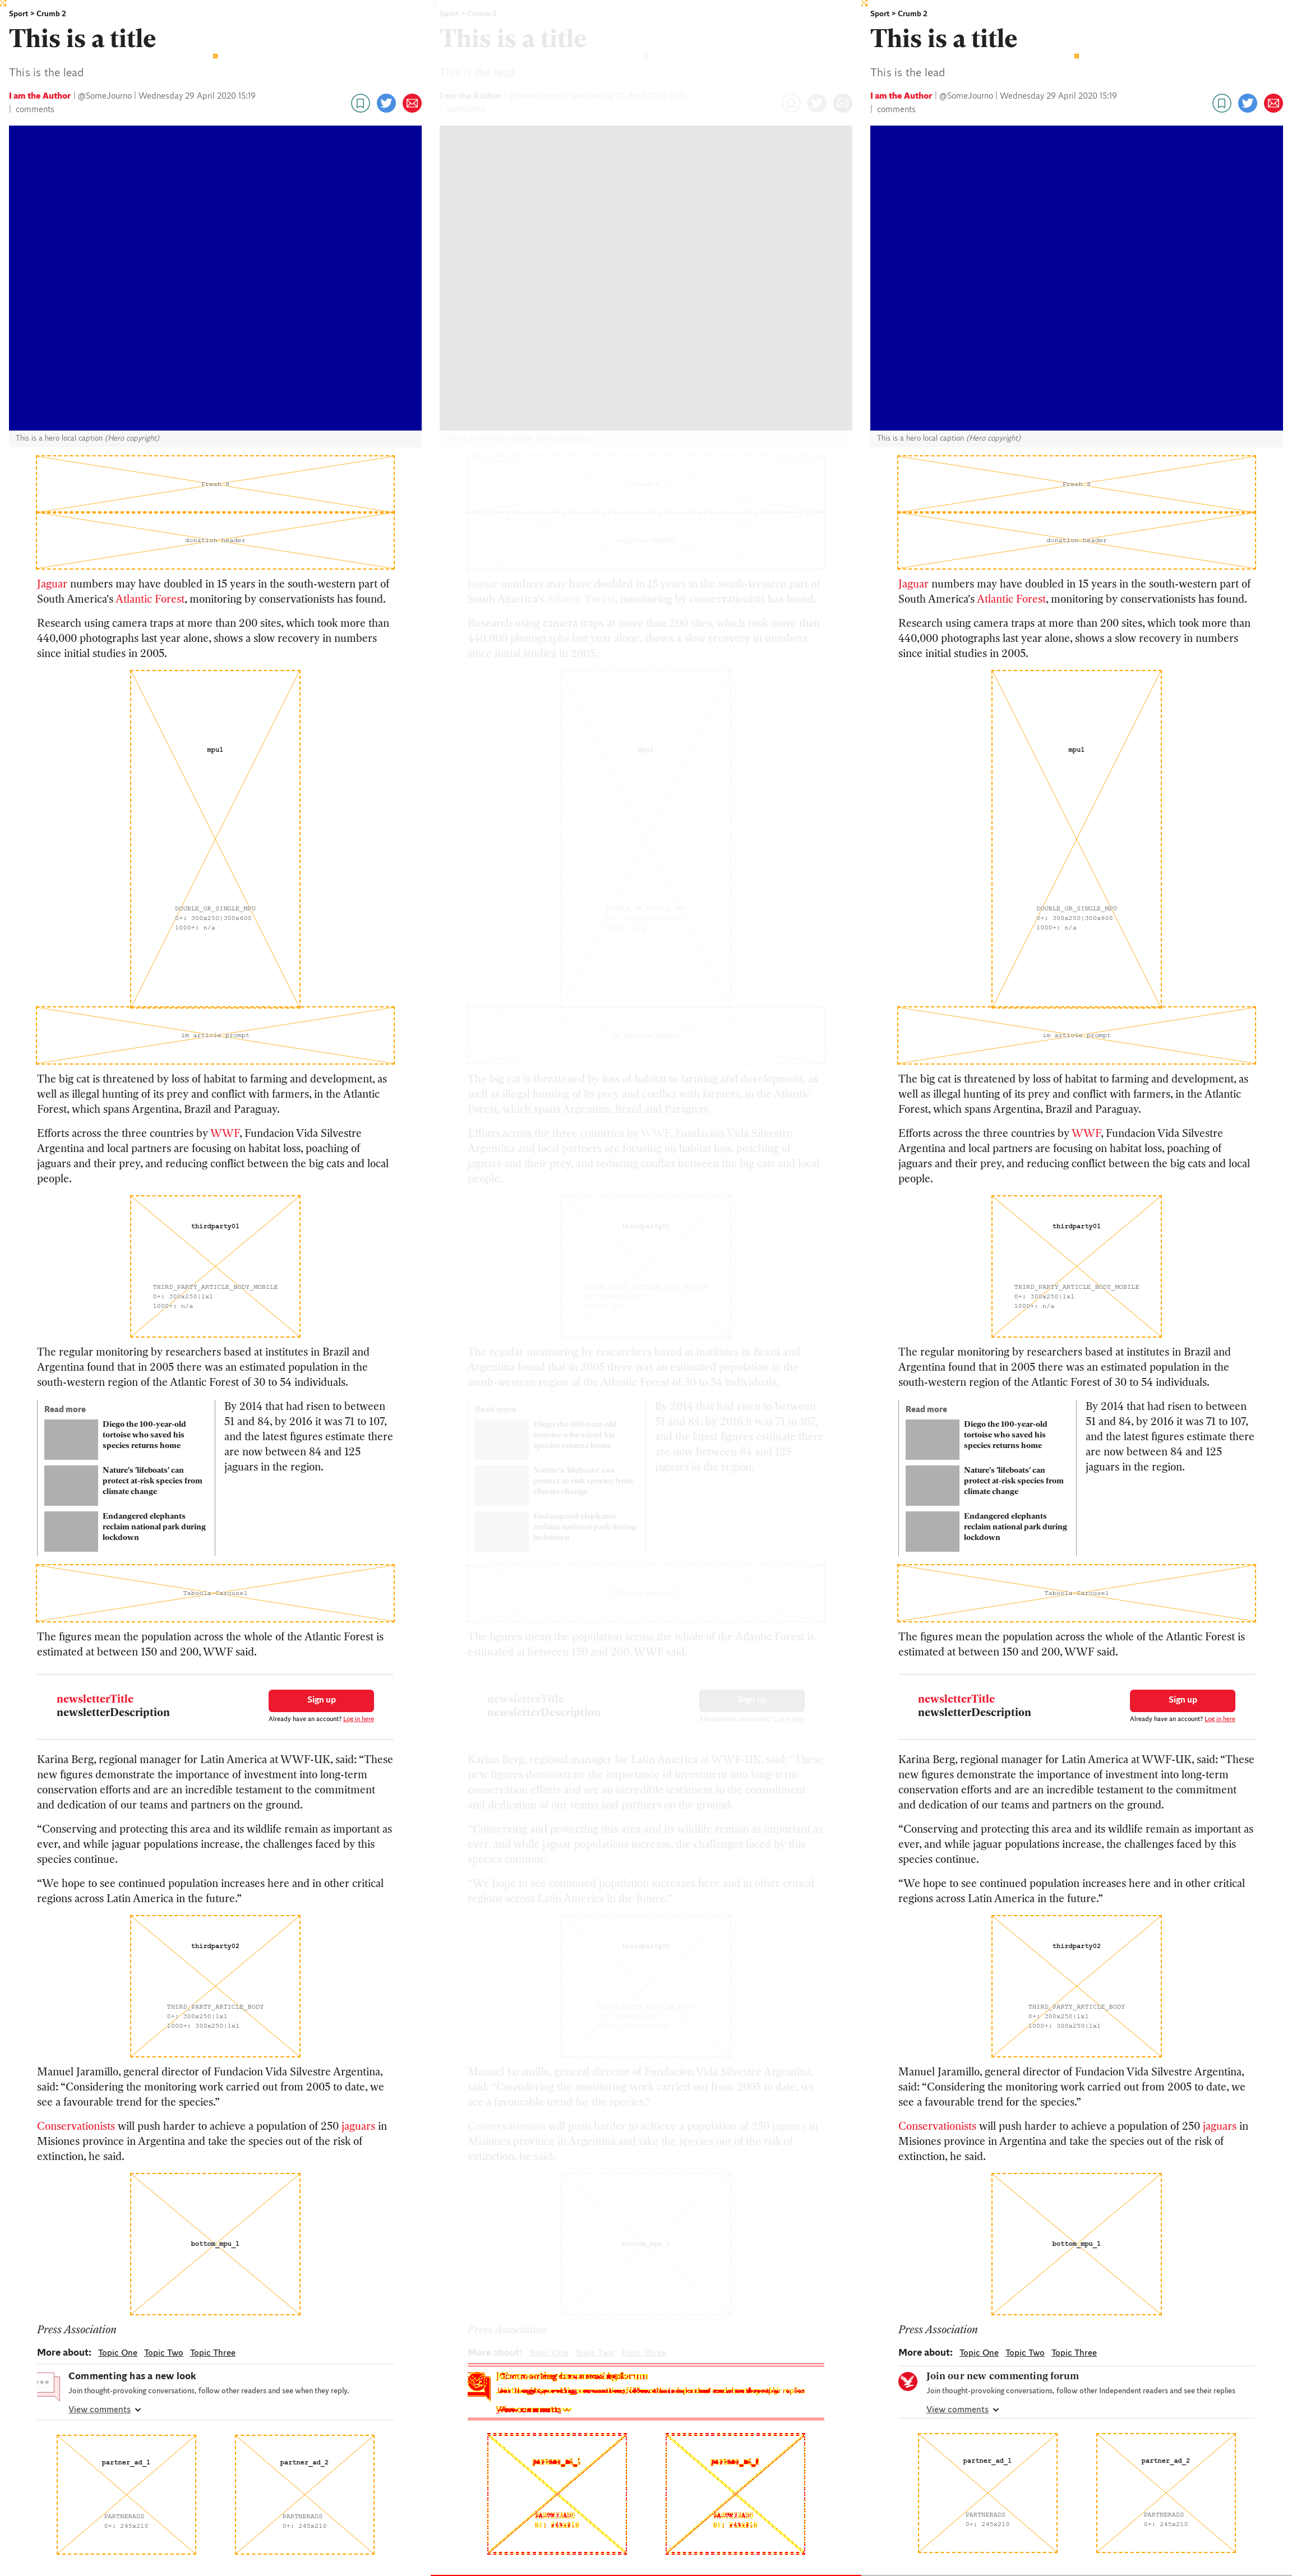 Sport > Crumb 2
This is a title
This is the lead
I am the Author | @SomeJourno | Wednesday 29 April 2020 15:19
| comments
This is a hero local caption (Hero copyright)
Fresh 8
donation-header
Jaguar numbers may have doubled in 15 years in the south-western part of
South America's Atlantic Forest, monitoring by conservationists has found.
Research using camera traps at more than 200 sites, which took more than
440,000 photographs last year alone, shows a slow recovery in numbers
since initial studies in 2005.
mpu1
DOUBLE_OR_SINGLE_MPU
0+: 300x250|300x600
1000+: n/a
im article prompt
The big cat is threatened by loss of habitat to farming and development, as
well as illegal hunting of its prey and conflict with farmers, in the Atlantic
Forest, which spans Argentina, Brazil and Paraguay.
Efforts across the three countries by WWF, Fundacion Vida Silvestre
Argentina and local partners are focusing on habitat loss, poaching of
jaguars and their prey, and reducing conflict between the big cats and local
people.
thirdparty01
THIRD_PARTY_ARTICLE_BODY_MOBILE
0+: 300x250|1x1
1000+: n/a
The regular monitoring by researchers based at institutes in Brazil and
Argentina found that in 2005 there was an estimated population in the
south-western region of the Atlantic Forest of 30 to 54 individuals.
Read more
Diego the 100-year-old
tortoise who saved his
species returns home
Nature's 'lifeboats' can
protect at-risk species from
climate change
Endangered elephants
reclaim national park during
lockdown
By 2014 that had risen to between
51 and 84, by 2016 it was 71 to 107,
and the latest figures estimate there
are now between 84 and 125
jaguars in the region.
Taboola Carousel
The figures mean the population across the whole of the Atlantic Forest is
estimated at between 150 and 200, WWF said.
newsletterTitle
newsletterDescription
Sign up
Already have an account? Log in here
Karina Berg, regional manager for Latin America at WWF-UK, said: “These
new figures demonstrate the importance of investment into long-term
conservation efforts and are an incredible testament to the commitment
and dedication of our teams and partners on the ground.
“Conserving and protecting this area and its wildlife remain as important as
ever, and while jaguar populations increase, the challenges faced by this
species continue.
“We hope to see continued population increases here and in other critical
regions across Latin America in the future.”
thirdparty02
THIRD_PARTY_ARTICLE_BODY
0+: 300x250|1x1
1000+: 300x250|1x1
Manuel Jaramillo, general director of Fundacion Vida Silvestre Argentina,
said: “Considering the monitoring work carried out from 2005 to date, we
see a favourable trend for the species.”
Conservationists will push harder to achieve a population of 250 jaguars in
Misiones province in Argentina and take the species out of the risk of
extinction, he said.
bottom_mpu_1
Press Association
More about: Topic One Topic Two Topic Three
Commenting has a new look
Join thought-provoking conversations, follow other readers and see when they reply.
View comments
partner_ad_1
PARTNERADS
0+: 245x210
partner_ad_2
PARTNERADS
0+: 245x210
Sport > Crumb 2
This is a title
This is the lead
I am the Author | @SomeJourno | Wednesday 29 April 2020 15:19
comments
This is a hero local caption (Hero copyright)
Jaguar numbers may have doubled in 15 years in the south-western part of
South America's Atlantic Forest, monitoring by conservationists has found.
Research using camera traps at more than 200 sites, which took more than
440,000 photographs last year alone, shows a slow recovery in numbers
since initial studies in 2005.
mpu1
The big cat is threatened by loss of habitat to farming and development, as
well as illegal hunting of its prey and conflict with farmers, in the Atlantic
Forest, which spans Argentina, Brazil and Paraguay.
Efforts across the three countries by WWF, Fundacion Vida Silvestre
Argentina and local partners are focusing on habitat loss, poaching of
jaguars and their prey, and reducing conflict between the big cats and local
people.
thirdparty01
The regular monitoring by researchers based at institutes in Brazil and
Argentina found that in 2005 there was an estimated population in the
south-western region of the Atlantic Forest of 30 to 54 individuals.
Read more
Diego the 100-year-old
tortoise who saved his
species returns home
Nature's 'lifeboats' can
protect at-risk species from
climate change
Endangered elephants
reclaim national park during
lockdown
By 2014 that had risen to between
51 and 84, by 2016 it was 71 to 107,
and the latest figures estimate there
are now between 84 and 125
jaguars in the region.
The figures mean the population across the whole of the Atlantic Forest is
estimated at between 150 and 200, WWF said.
newsletterTitle
newsletterDescription
Sign up
Already have an account? Log in here
Karina Berg, regional manager for Latin America at WWF-UK, said: “These
new figures demonstrate the importance of investment into long-term
conservation efforts and are an incredible testament to the commitment
and dedication of our teams and partners on the ground.
“Conserving and protecting this area and its wildlife remain as important as
ever, and while jaguar populations increase, the challenges faced by this
species continue.
“We hope to see continued population increases here and in other critical
regions across Latin America in the future.”
thirdparty02
Manuel Jaramillo, general director of Fundacion Vida Silvestre Argentina,
said: “Considering the monitoring work carried out from 2005 to date, we
see a favourable trend for the species.”
Conservationists will push harder to achieve a population of 250 jaguars in
Misiones province in Argentina and take the species out of the risk of
extinction, he said.
bottom_mpu_1
Press Association
More about: Topic One Topic Two Topic Three
Sport > Crumb 2
This is a title
This is the lead
I am the Author | @SomeJourno | Wednesday 29 April 2020 15:19
| comments
This is a hero local caption (Hero copyright)
Fresh 8
donation-header
Jaguar numbers may have doubled in 15 years in the south-western part of
South America's Atlantic Forest, monitoring by conservationists has found.
Research using camera traps at more than 200 sites, which took more than
440,000 photographs last year alone, shows a slow recovery in numbers
since initial studies in 2005.
mpu1
DOUBLE_OR_SINGLE_MPU
0+: 300x250|300x600
1000+: n/a
im article prompt
The big cat is threatened by loss of habitat to farming and development, as
well as illegal hunting of its prey and conflict with farmers, in the Atlantic
Forest, which spans Argentina, Brazil and Paraguay.
Efforts across the three countries by WWF, Fundacion Vida Silvestre
Argentina and local partners are focusing on habitat loss, poaching of
jaguars and their prey, and reducing conflict between the big cats and local
people.
thirdparty01
THIRD_PARTY_ARTICLE_BODY_MOBILE
0+: 300x250|1x1
1000+: n/a
The regular monitoring by researchers based at institutes in Brazil and
Argentina found that in 2005 there was an estimated population in the
south-western region of the Atlantic Forest of 30 to 54 individuals.
Read more
Diego the 100-year-old
tortoise who saved his
species returns home
Nature's 'lifeboats' can
protect at-risk species from
climate change
Endangered elephants
reclaim national park during
lockdown
By 2014 that had risen to between
51 and 84, by 2016 it was 71 to 107,
and the latest figures estimate there
are now between 84 and 125
jaguars in the region.
Taboola Carousel
The figures mean the population across the whole of the Atlantic Forest is
estimated at between 150 and 200, WWF said.
newsletterTitle
newsletterDescription
Sign up
Already have an account? Log in here
Karina Berg, regional manager for Latin America at WWF-UK, said: “These
new figures demonstrate the importance of investment into long-term
conservation efforts and are an incredible testament to the commitment
and dedication of our teams and partners on the ground.
“Conserving and protecting this area and its wildlife remain as important as
ever, and while jaguar populations increase, the challenges faced by this
species continue.
“We hope to see continued population increases here and in other critical
regions across Latin America in the future.”
thirdparty02
THIRD_PARTY_ARTICLE_BODY
0+: 300x250|1x1
1000+: 300x250|1x1
Manuel Jaramillo, general director of Fundacion Vida Silvestre Argentina,
said: “Considering the monitoring work carried out from 2005 to date, we
see a favourable trend for the species.”
Conservationists will push harder to achieve a population of 250 jaguars in
Misiones province in Argentina and take the species out of the risk of
extinction, he said.
bottom_mpu_1
Press Association
More about: Topic One Topic Two Topic Three
Join our new commenting forum
Join thought-provoking conversations, follow other Independent readers and see their replies
View comments
partner_ad_1
PARTNERADS
0+: 245x210
partner_ad_2
PARTNERADS
0+: 245x210